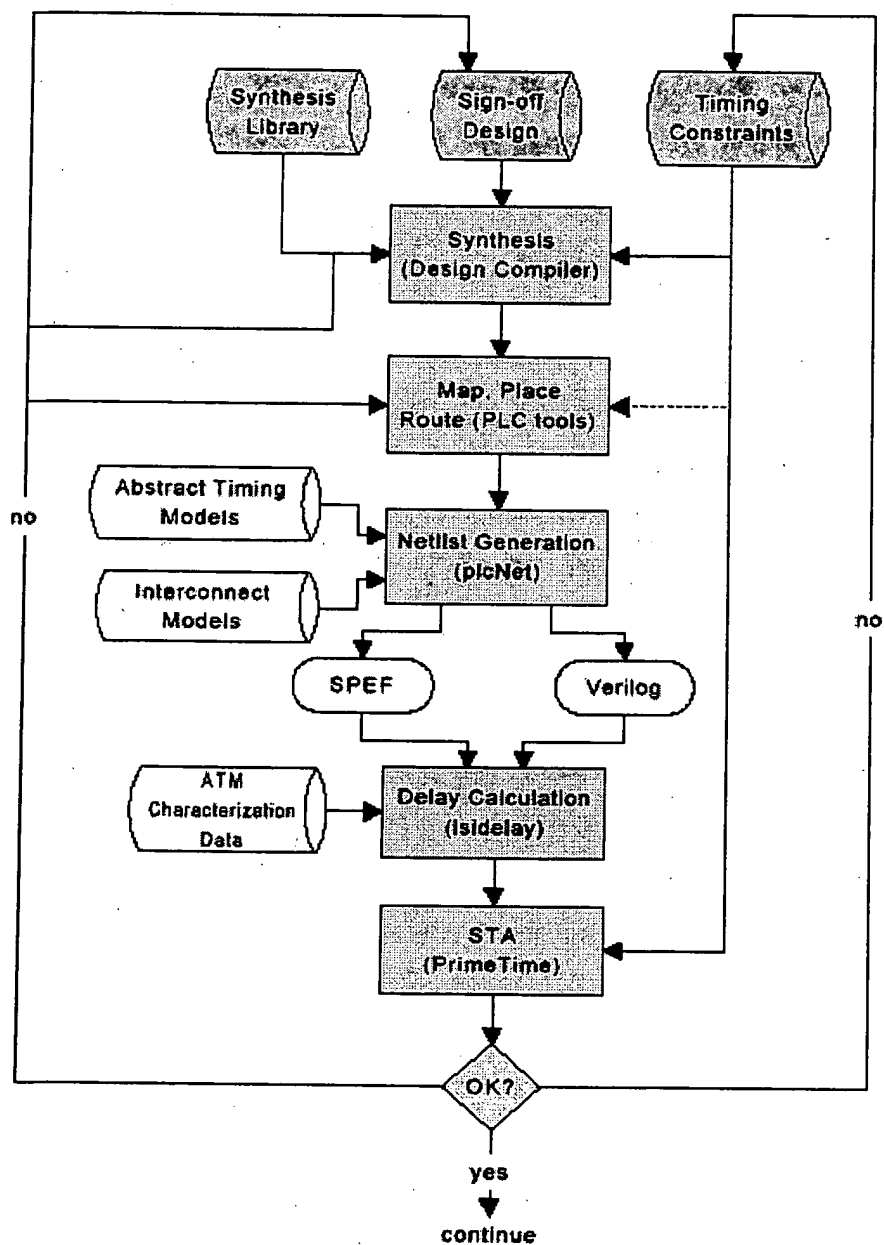 Synthesis
Library
Sign-off
Design
Timing
Constraints
Synthesis
(Design Compiler)
Map, Place
Route (PLC tools)
Abstract Timing
Models
no
Netlist Generation
(plcNet)
Interconnect
Models
no
SPEF
Verilog
ATM
Characterization
Data
Delay Calculation
(lsidelay)
STA
(PrimeTime)
OK?
yes
continue